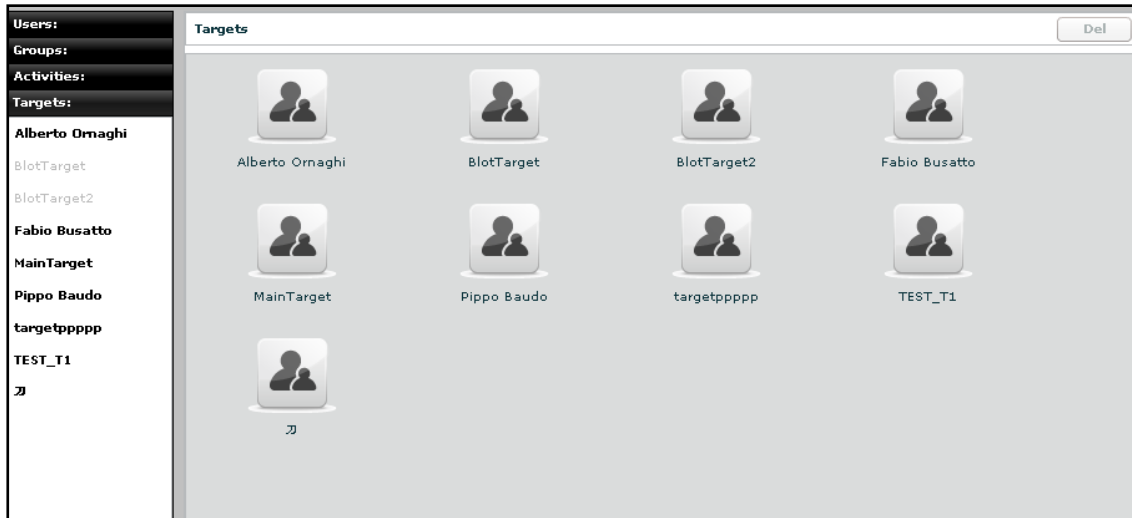 Users:
Groups:
Activities:
Targets:
Alberto Ornaghi
BlotTarget
BlotTarget2
Fabio Busatto
MainTarget
Pippo Baudo
targetppppp
TEST_T1
刀
Targets
Del
Alberto Ornaghi
BlotTarget
BlotTarget2
Fabio Busatto
MainTarget
Pippo Baudo
targetppppp
TEST_T1
刀